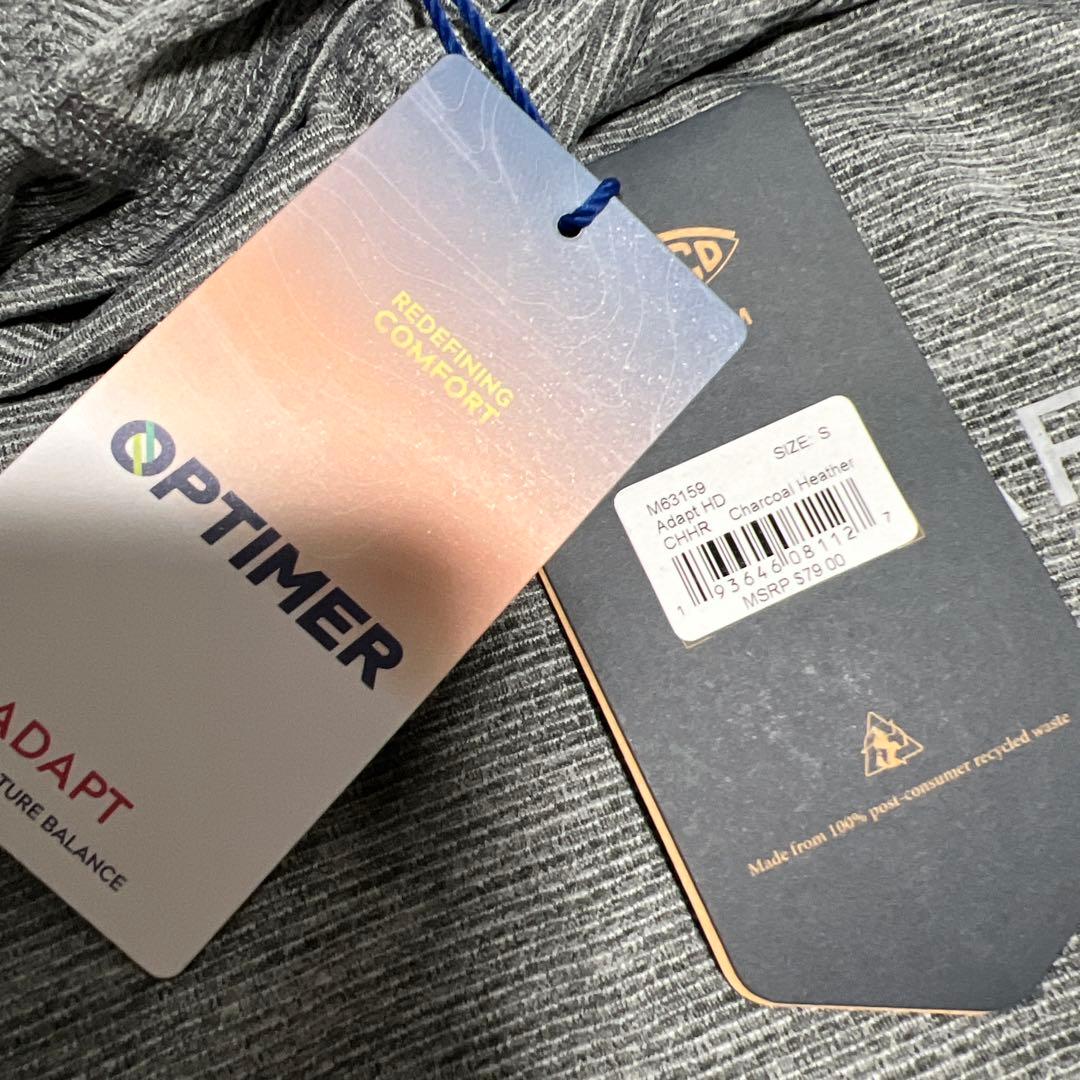 REDEFINING
COMFORT
OPTIMER
ADAPT
TURE BALANCE
CD
SIZE: S
M63159
Adapt HD
CHHR Charcoal Heather
1 93646 08112 7
MSRP $79.00
Made from 100% post-consumer recycled waste